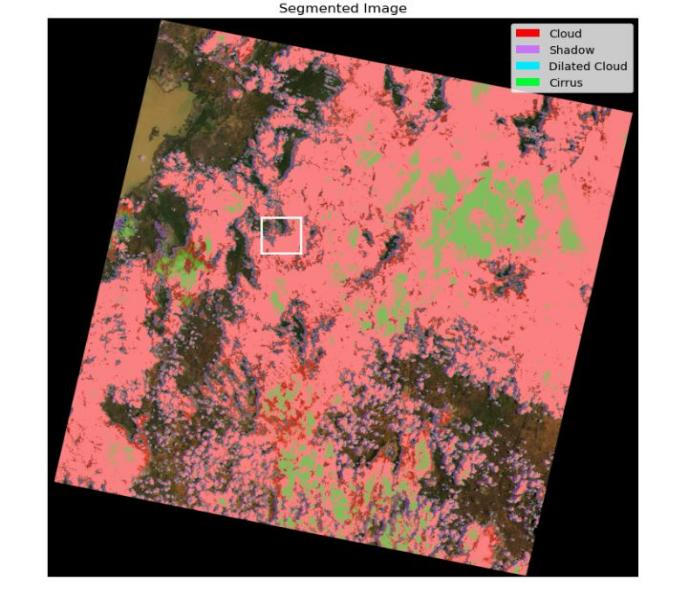 Segmented Image
Cloud
Shadow
Dilated Cloud
Cirrus